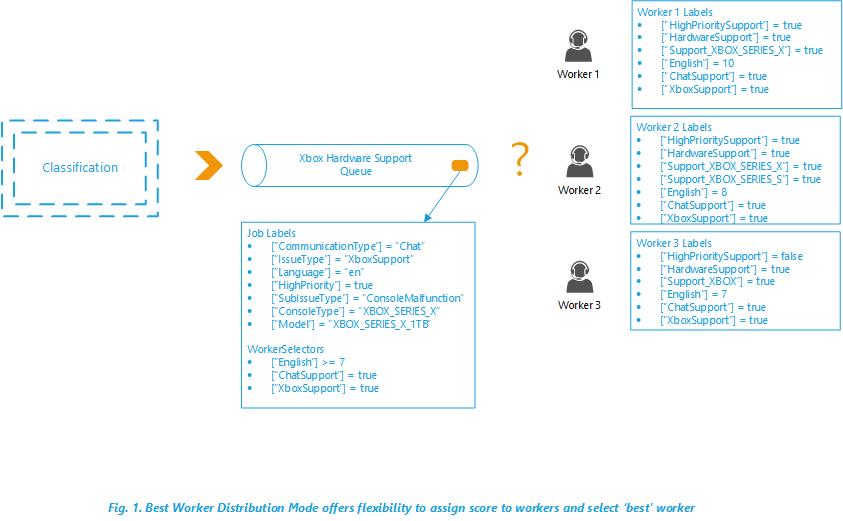 Classification
Xbox Hardware Support
Queue
?
Job Labels
• ["CommunicationType"] = "Chat"
• ["IssueType"] = "XboxSupport"
• ["Language"] = "en"
• ["HighPriority"] = true
• ["SubIssueType"] = "ConsoleMalfunction"
• ["ConsoleType"] = "XBOX_SERIES_X"
• ["Model"] = "XBOX_SERIES_X_1TB"
WorkerSelectors
• ["English"] >= 7
• ["ChatSupport"] = true
• ["XboxSupport"] = true
Worker 1
Worker 1 Labels
• ["HighPrioritySupport"] = true
• ["HardwareSupport"] = true
• ["Support_XBOX_SERIES_X"] = true
• ["English"] = 10
• ["ChatSupport"] = true
• ["XboxSupport"] = true
Worker 2
Worker 2 Labels
• ["HighPrioritySupport"] = true
• ["HardwareSupport"] = true
• ["Support_XBOX_SERIES_X"] = true
• ["Support_XBOX_SERIES_S"] = true
• ["English"] = 8
• ["ChatSupport"] = true
• ["XboxSupport"] = true
Worker 3
Worker 3 Labels
• ["HighPrioritySupport"] = false
• ["HardwareSupport"] = true
• ["Support_XBOX"] = true
• ["English"] = 7
• ["ChatSupport"] = true
• ["XboxSupport"] = true
Fig. 1. Best Worker Distribution Mode offers flexibility to assign score to workers and select 'best' worker